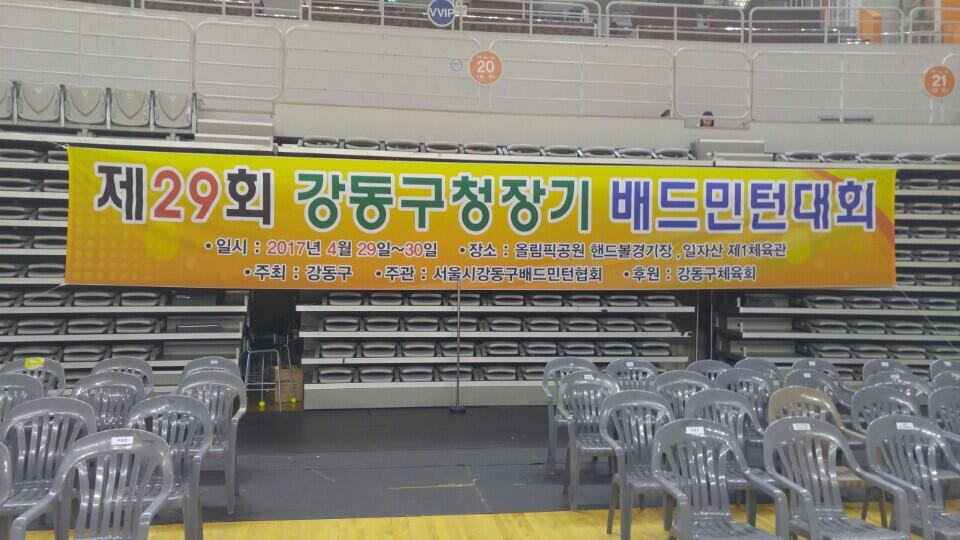 VVIP
20
21
제29회 강동구청장기 배드민턴대회
•일시 : 2017년 4월 29일~30일 •장소 : 올림픽공원 핸드볼경기장 , 일자산 제1체육관
•주최 : 강동구 •주관 : 서울시강동구배드민턴협회 •후원 : 강동구체육회